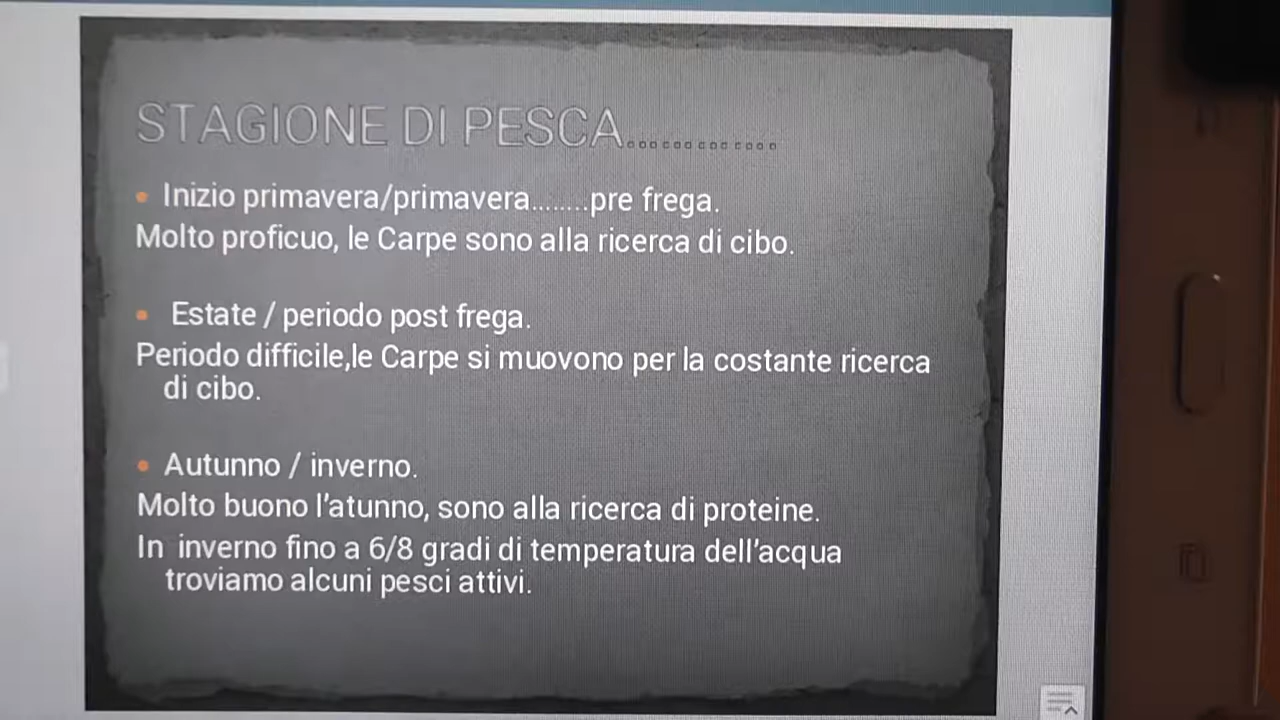 STAGIONE DI PESCA.............
• Inizio primavera/primavera........pre frega.
Molto proficuo, le Carpe sono alla ricerca di cibo.
• Estate / periodo post frega.
Periodo difficile,le Carpe si muovono per la costante ricerca
di cibo.
• Autunno / inverno.
Molto buono l'atunno, sono alla ricerca di proteine.
In inverno fino a 6/8 gradi di temperatura dell'acqua
troviamo alcuni pesci attivi.